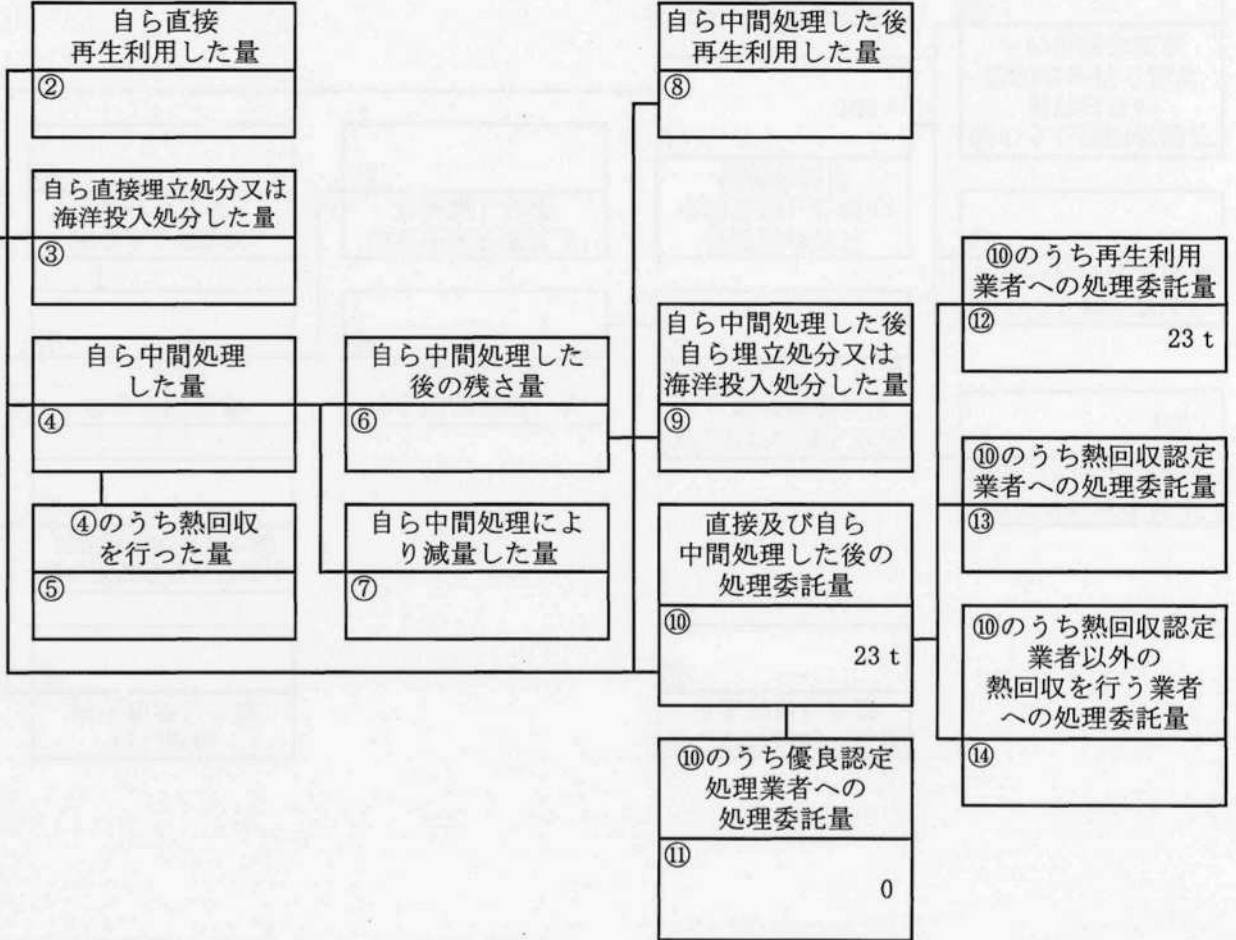 自ら直接
再生利用した量
②
自ら直接埋立処分又は
海洋投入処分した量
③
自ら中間処理
した量
④
④のうち熱回収
を行った量
⑤
自ら中間処理した
後の残さ量
⑥
自ら中間処理によ
り減量した量
⑦
自ら中間処理した後
再生利用した量
⑧
自ら中間処理した後
自ら埋立処分又は
海洋投入処分した量
⑨
直接及び自ら
中間処理した後の
処理委託量
⑩
23 t
⑩のうち優良認定
処理業者への
処理委託量
⑪
0
⑩のうち再生利用
業者への処理委託量
⑫
23 t
⑩のうち熱回収認定
業者への処理委託量
⑬
⑩のうち熱回収認定
業者以外の
熱回収を行う業者
への処理委託量
⑭